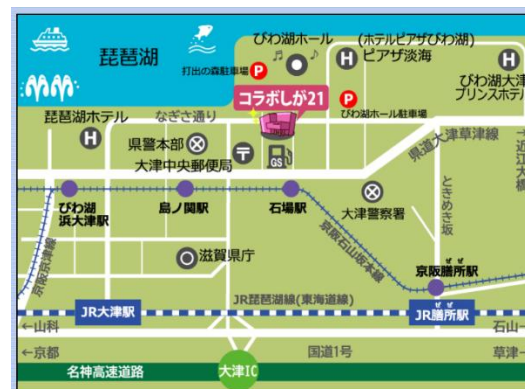 琵琶湖
びわ湖ホール
(ホテルピアザびわ湖)
ピアザ淡海
打出の森駐車場
P
H
びわ湖大津
プリンスホテル
H
コラボしが21
P
びわ湖ホール駐車場
琵琶湖ホテル
H
なぎさ通り
県警本部
大津中央郵便局
〒
GS
県道大津草津線
↑近江大橋
ときめき坂
びわ湖
浜大津駅
島ノ関駅
石場駅
大津警察署
京阪京津線
滋賀県庁
京阪石山坂本線
ぜぜ
京阪膳所駅
JR琵琶湖線(東海道線)
JR大津駅
ぜぜ
JR膳所駅
←山科
石山→
←京都
国道1号
草津→
名神高速道路
大津IC